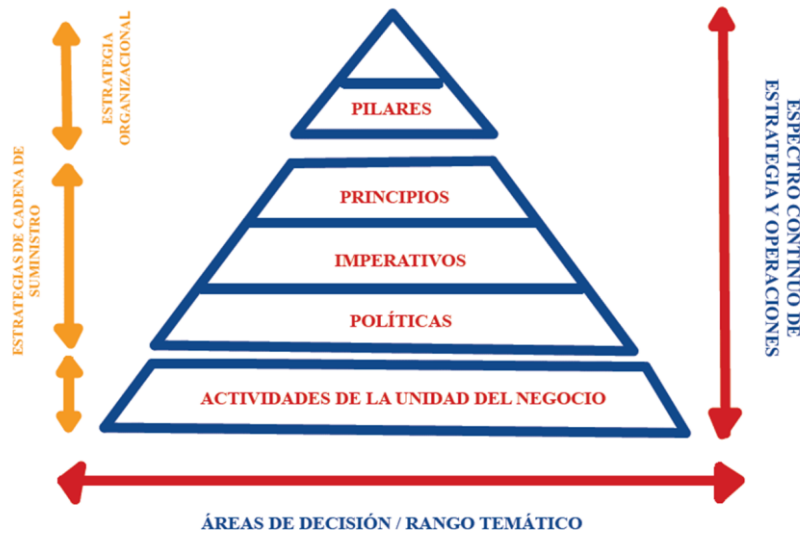 ESTRATEGIA
ORGANIZACIONAL
PILARES
ESTRATEGIAS DE CADENA DE
SUMINISTRO
PRINCIPIOS
IMPERATIVOS
POLÍTICAS
ACTIVIDADES DE LA UNIDAD DEL NEGOCIO
ESPECTRO CONTINUO DE
ESTRATEGIA Y OPERACIONES
ÁREAS DE DECISIÓN / RANGO TEMÁTICO